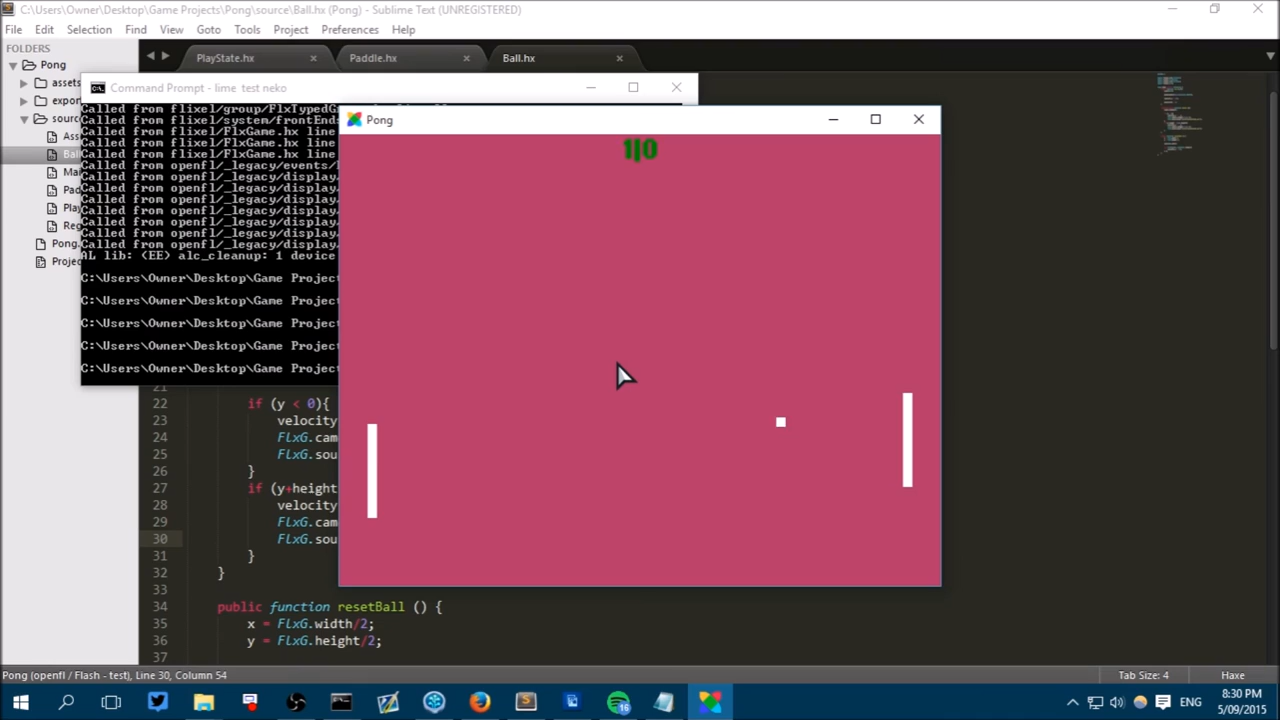 C:\Users\Owner\Desktop\Game Projects\Pong\source\Ball.hx (Pong) - Sublime Text (UNREGISTERED)
File Edit Selection Find View Goto Tools Project Preferences Help
FOLDERS
Pong
assets
PlayState.hx
Paddle.hx
Ball.hx
Command Prompt - lime test neko
Called from flixel/group/FlxTypedG
Called from flixel/system/frontEnds
Called from flixel/FlxGame.hx line
Called from flixel/FlxGame.hx line
Called from flixel/FlxGame.hx line
Called from openfl/_legacy/events/
Called from openfl/_legacy/display/
Called from openfl/_legacy/display/
Called from openfl/_legacy/display/
Called from openfl/_legacy/display/
Called from openfl/_legacy/display/
Called from openfl/_legacy/display/
Called from openfl/_legacy/display/
AL lib: (EE) alc_cleanup: 1 device
C:\Users\Owner\Desktop\Game Project
C:\Users\Owner\Desktop\Game Project
C:\Users\Owner\Desktop\Game Project
C:\Users\Owner\Desktop\Game Project
C:\Users\Owner\Desktop\Game Project
Pong
1|0
21
22 if (y < 0){
23 velocity
24 FlxG.cam
25 FlxG.sou
26 }
27 if (y+height
28 velocity
29 FlxG.cam
30 FlxG.sou
31 }
32 }
33
34 public function resetBall () {
35 x = FlxG.width/2;
36 y = FlxG.height/2;
37
Pong (openfl / Flash - test), Line 30, Column 54
Tab Size: 4
Haxe
16
ENG
8:30 PM
5/09/2015